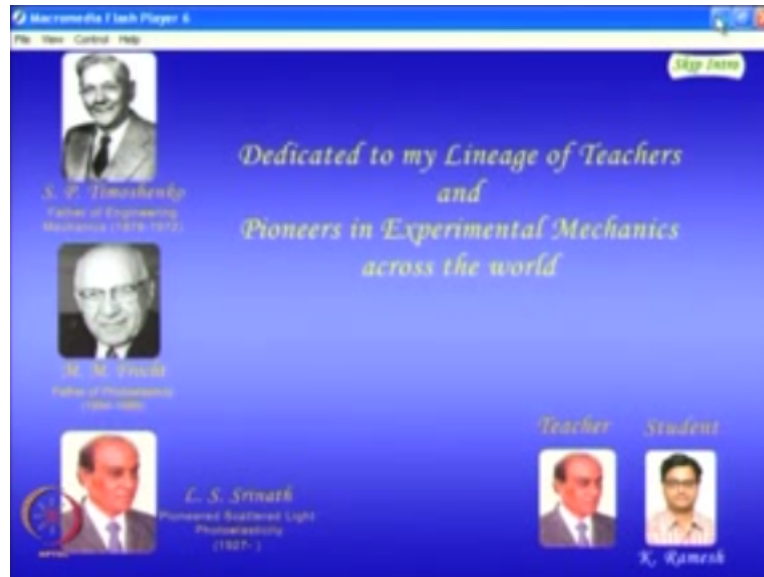 Macromedia Flash Player 6
File View Control Help
Skip Intro
Dedicated to my Lineage of Teachers
and
Pioneers in Experimental Mechanics
across the world
S. P. Timoshenko
Father of Engineering
Mechanics (1878-1972)
M. M. Frocht
Father of Photoelasticity
L. S. Srinath
Pioneered Scattered Light
Photoelasticity
(1927- )
Teacher Student
K. Ramesh
NPTEL